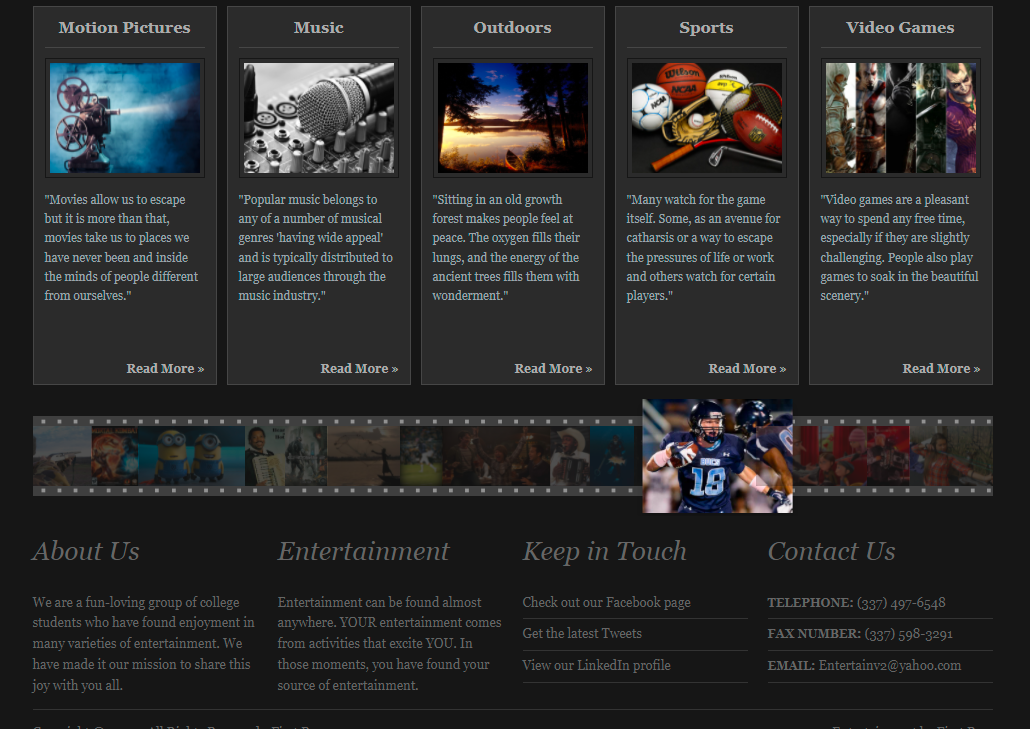 Motion Pictures
Music
Outdoors
Sports
Video Games
Wilson
NCAA
"Movies allow us to escape
but it is more than that,
movies take us to places we
have never been and inside
the minds of people different
from ourselves."
Read More »
"Popular music belongs to
any of a number of musical
genres 'having wide appeal'
and is typically distributed to
large audiences through the
music industry."
Read More »
"Sitting in an old growth
forest makes people feel at
peace. The oxygen fills their
lungs, and the energy of the
ancient trees fills them with
wonderment."
Read More »
"Many watch for the game
itself. Some, as an avenue for
catharsis or a way to escape
the pressures of life or work
and others watch for certain
players."
Read More »
"Video games are a pleasant
way to spend any free time,
especially if they are slightly
challenging. People also play
games to soak in the beautiful
scenery."
Read More »
18
About Us
We are a fun-loving group of college
students who have found enjoyment in
many varieties of entertainment. We
have made it our mission to share this
joy with you all.
Entertainment
Entertainment can be found almost
anywhere. YOUR entertainment comes
from activities that excite YOU. In
those moments, you have found your
source of entertainment.
Keep in Touch
Check out our Facebook page
Get the latest Tweets
View our LinkedIn profile
Contact Us
TELEPHONE: (337) 497-6548
FAX NUMBER: (337) 598-3291
EMAIL: Entertainv2@yahoo.com